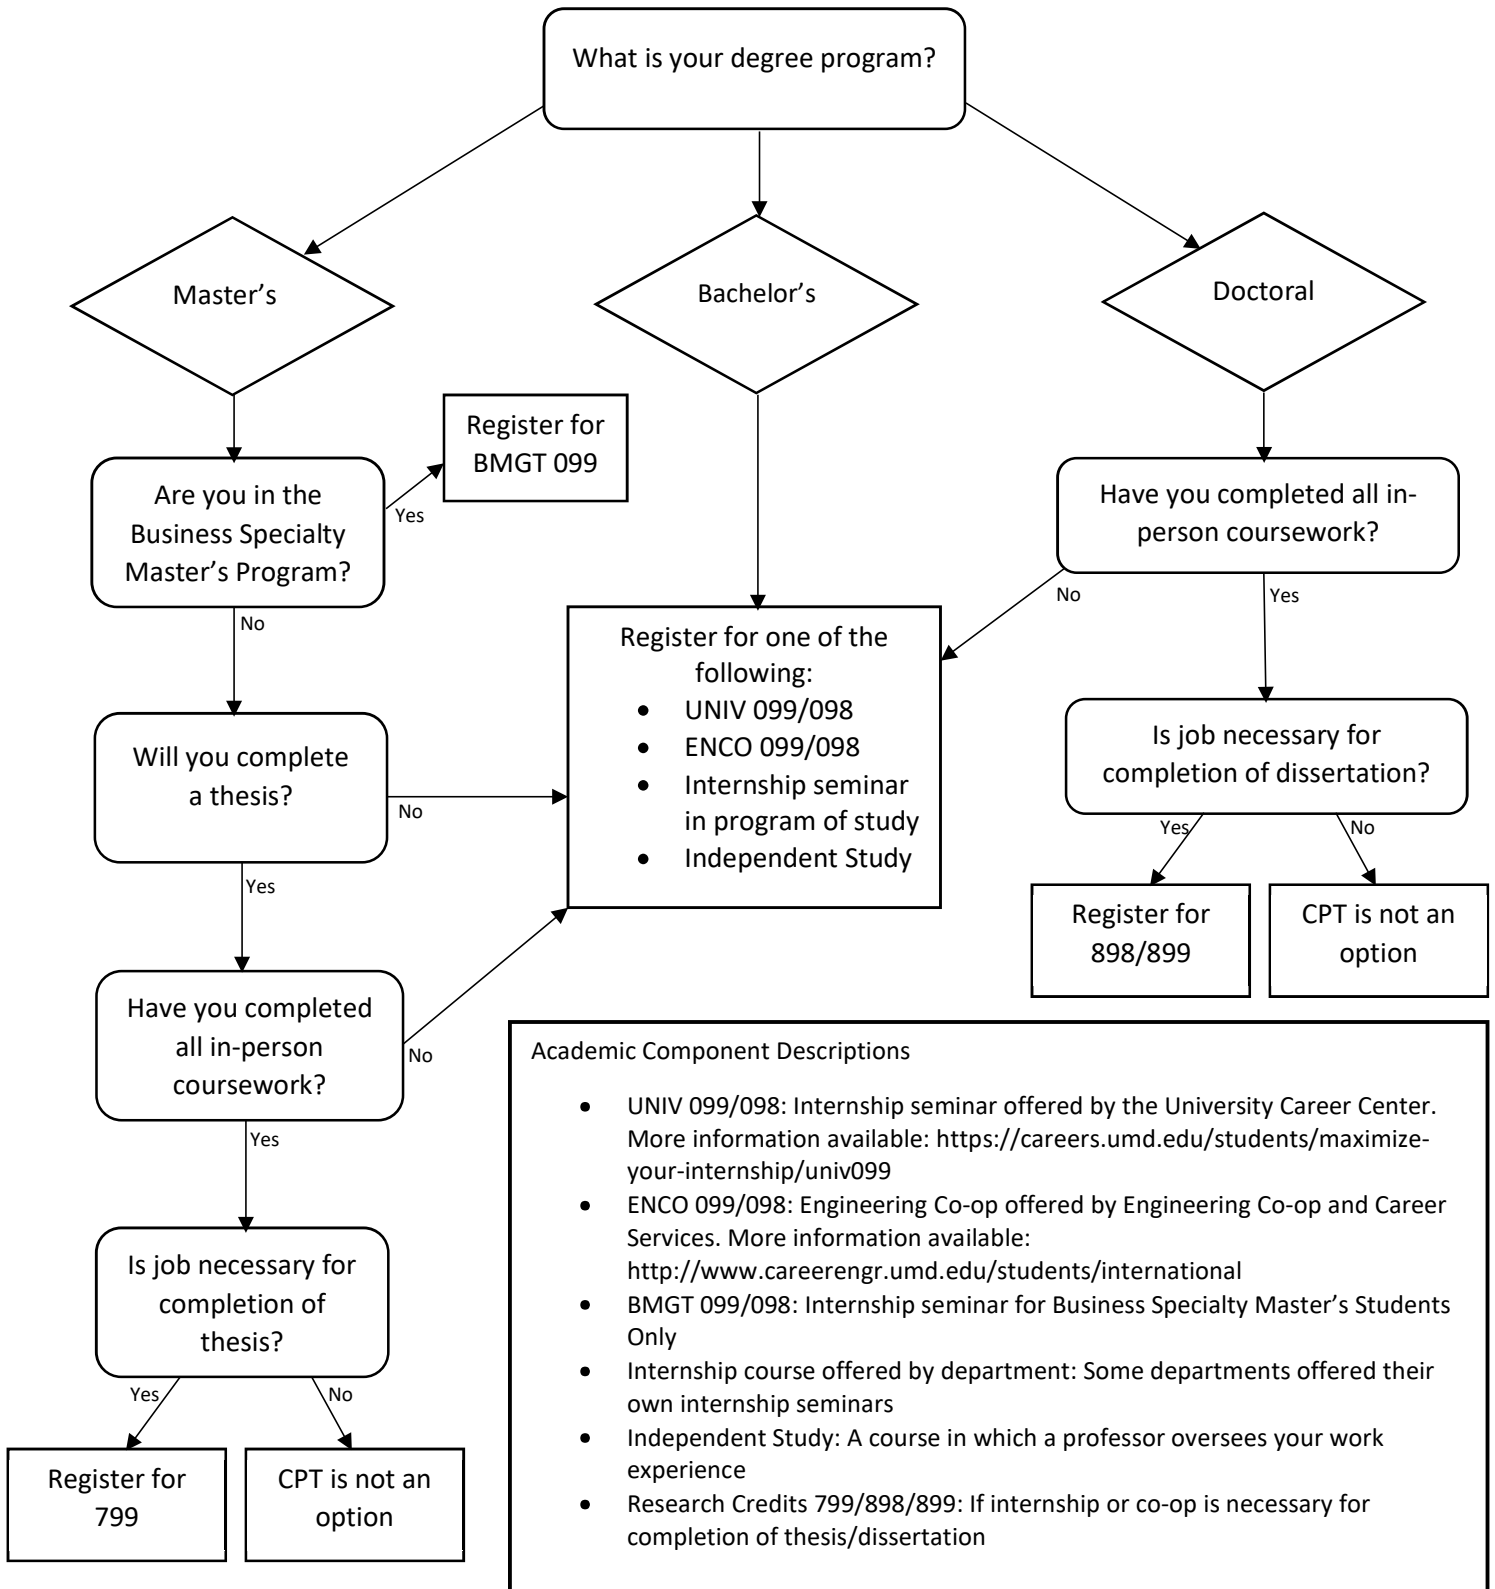 What is your degree program?
Master’s
Bachelor’s
Doctoral
Are you in the
Business Specialty
Master’s Program?
Yes
No
Register for
BMGT 099
Will you complete
a thesis?
No
Yes
Have you completed
all in-person
coursework?
No
Yes
Is job necessary for
completion of
thesis?
Yes
No
Register for
799
CPT is not an
option
Register for one of the
following:
• UNIV 099/098
• ENCO 099/098
• Internship seminar
in program of study
• Independent Study
Have you completed all in-
person coursework?
No
Yes
Is job necessary for
completion of dissertation?
Yes
No
Register for
898/899
CPT is not an
option
Academic Component Descriptions
• UNIV 099/098: Internship seminar offered by the University Career Center.
More information available: https://careers.umd.edu/students/maximize-
your-internship/univ099
• ENCO 099/098: Engineering Co-op offered by Engineering Co-op and Career
Services. More information available:
http://www.careerengr.umd.edu/students/international
• BMGT 099/098: Internship seminar for Business Specialty Master’s Students
Only
• Internship course offered by department: Some departments offered their
own internship seminars
• Independent Study: A course in which a professor oversees your work
experience
• Research Credits 799/898/899: If internship or co-op is necessary for
completion of thesis/dissertation